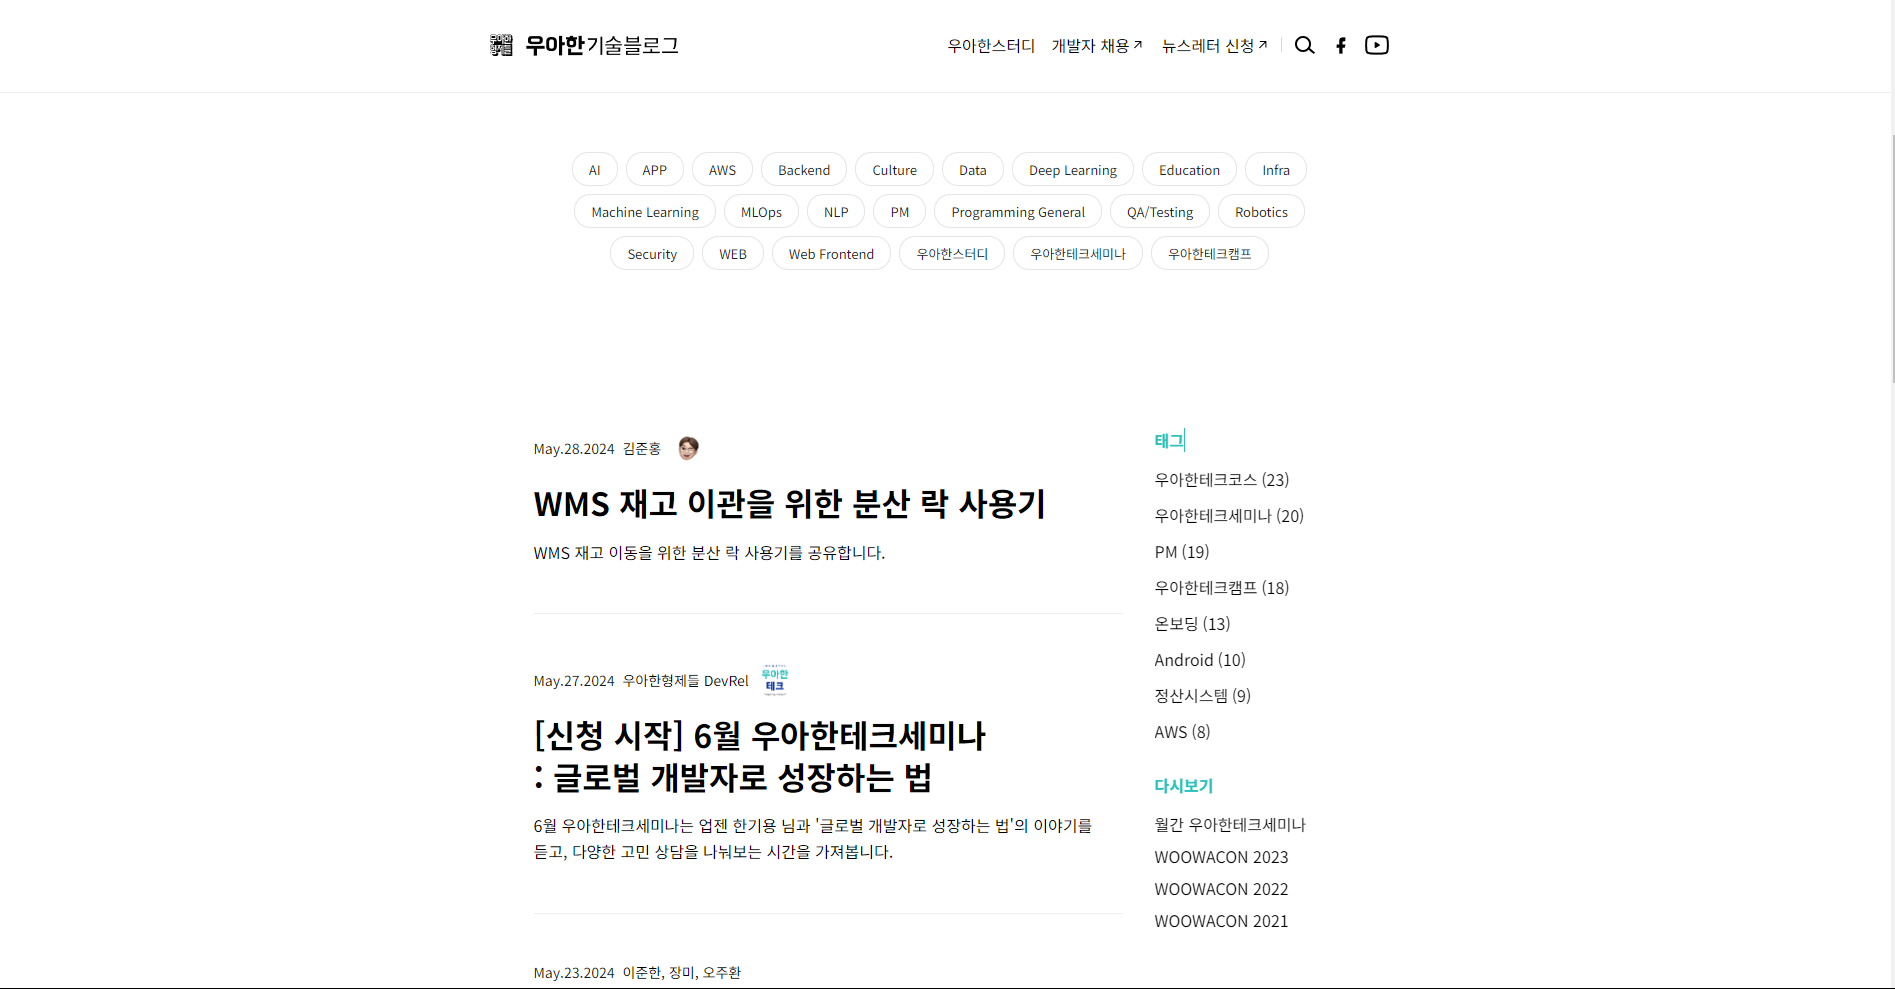 우아한기술블로그
우아한스터디 개발자 채용 뉴스레터 신청
AI APP AWS Backend Culture Data Deep Learning Education Infra
Machine Learning MLOps NLP PM Programming General QA/Testing Robotics
Security WEB Web Frontend 우아한스터디 우아한테크세미나 우아한테크캠프
May.28.2024 김준홍
WMS 재고 이관을 위한 분산 락 사용기
WMS 재고 이동을 위한 분산 락 사용기를 공유합니다.
May.27.2024 우아한형제들 DevRel
우아한
테크
[신청 시작] 6월 우아한테크세미나
: 글로벌 개발자로 성장하는 법
6월 우아한테크세미나는 업젠 한기용 님과 '글로벌 개발자로 성장하는 법'의 이야기를
듣고, 다양한 고민 상담을 나눠보는 시간을 가져봅니다.
May.23.2024 이준한, 장미, 오주환
태그
우아한테크코스 (23)
우아한테크세미나 (20)
PM (19)
우아한테크캠프 (18)
온보딩 (13)
Android (10)
정산시스템 (9)
AWS (8)
다시보기
월간 우아한테크세미나
WOOWACON 2023
WOOWACON 2022
WOOWACON 2021